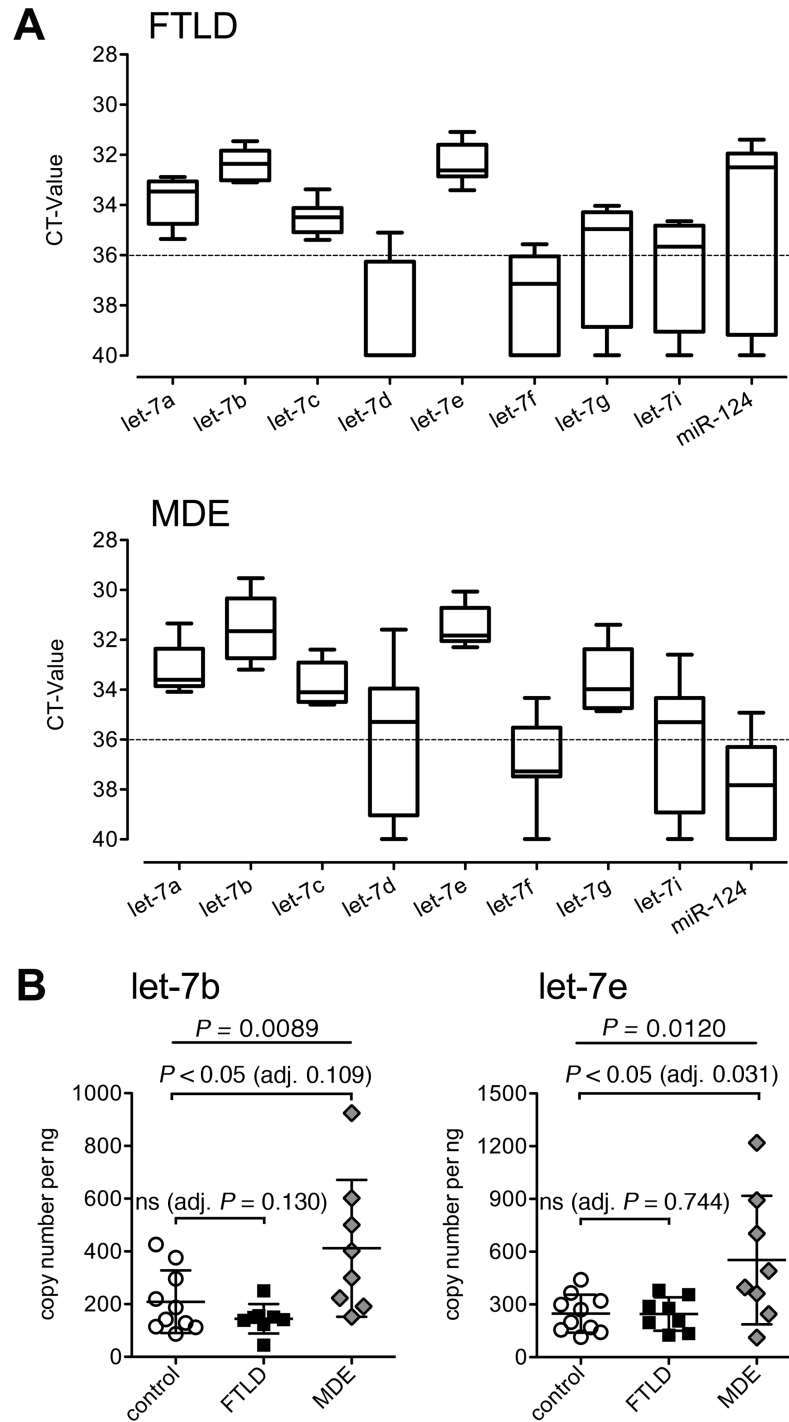 A
FTLD
CT-Value
28
30
32
34
36
38
40
let-7a
let-7b
let-7c
let-7d
let-7e
let-7f
let-7g
let-7i
miR-124
MDE
CT-Value
28
30
32
34
36
38
40
let-7a
let-7b
let-7c
let-7d
let-7e
let-7f
let-7g
let-7i
miR-124
B
let-7b
P = 0.0089
P < 0.05 (adj. 0.109)
ns (adj. P = 0.130)
copy number per ng
1000
800
600
400
200
0
control
FTLD
MDE
let-7e
P = 0.0120
P < 0.05 (adj. 0.031)
ns (adj. P = 0.744)
copy number per ng
1500
1200
900
600
300
0
control
FTLD
MDE